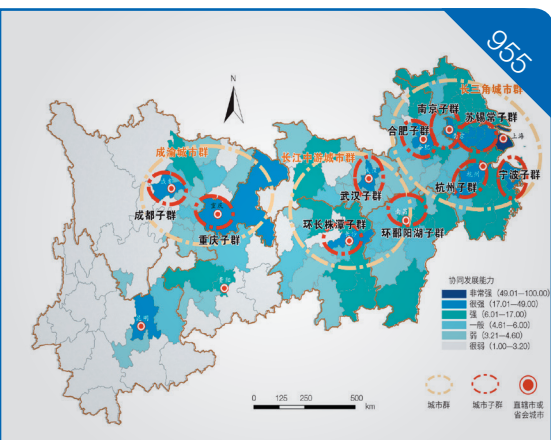 955
N
长三角城市群
南京子群
苏锡常子群
合肥子群
上海
杭州子群
宁波子群
成渝城市群
长江中游城市群
武汉子群
成都子群
重庆子群
环长株潭子群
环鄱阳湖子群
昆明
协同发展能力
非常强（49.01—100.00）
很强（17.01—49.00）
强（6.01—17.00）
一般（4.61—6.00）
弱（3.21—4.60）
很弱（1.00—3.20）
0 125 250 500
km
城市群
城市子群
直辖市或
省会城市